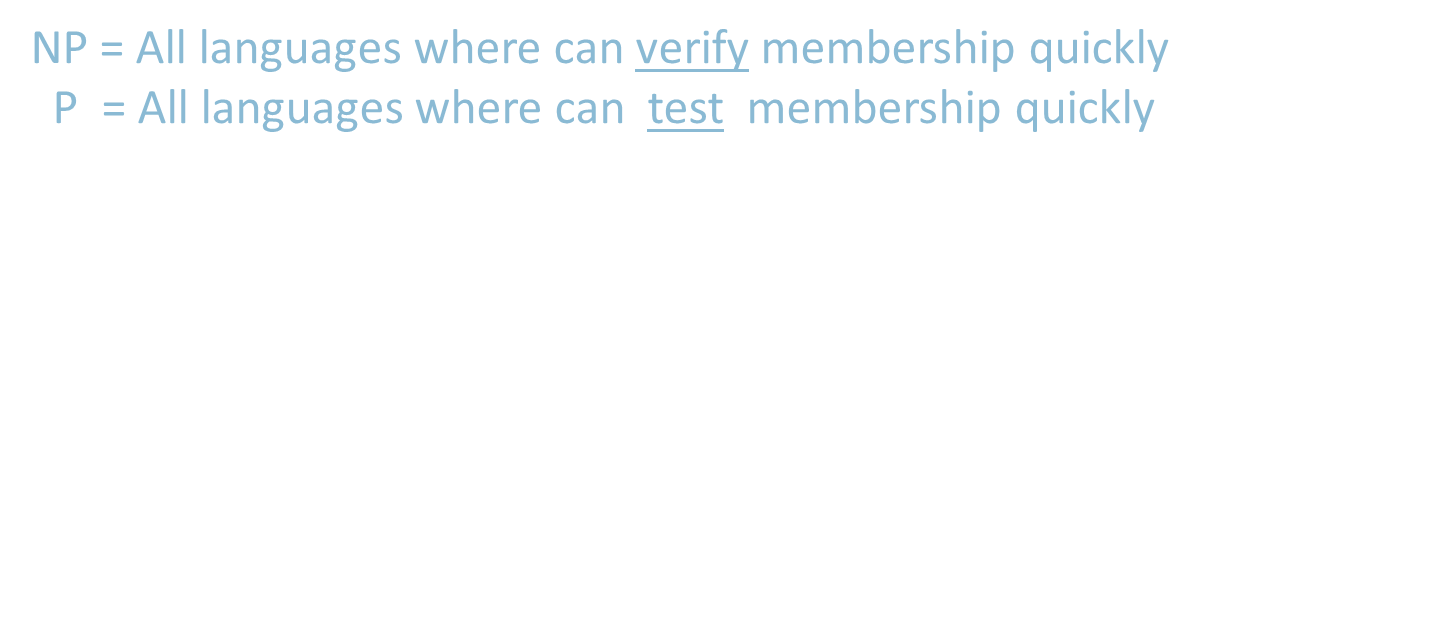 NP = All languages where can verify membership quickly
P = All languages where can test membership quickly